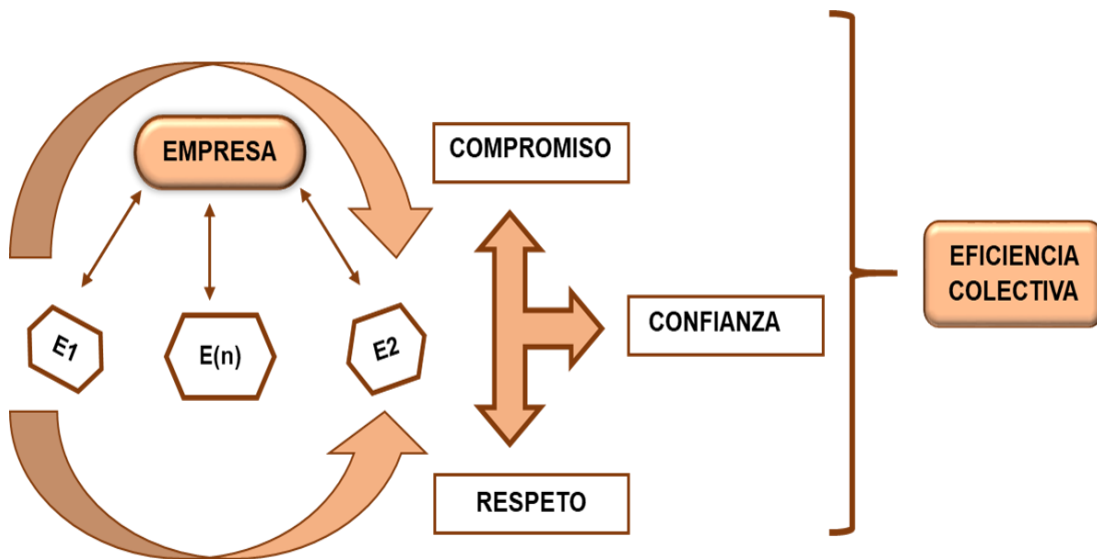 EMPRESA
E1
E(n)
E2
COMPROMISO
CONFIANZA
RESPETO
EFICIENCIA
COLECTIVA